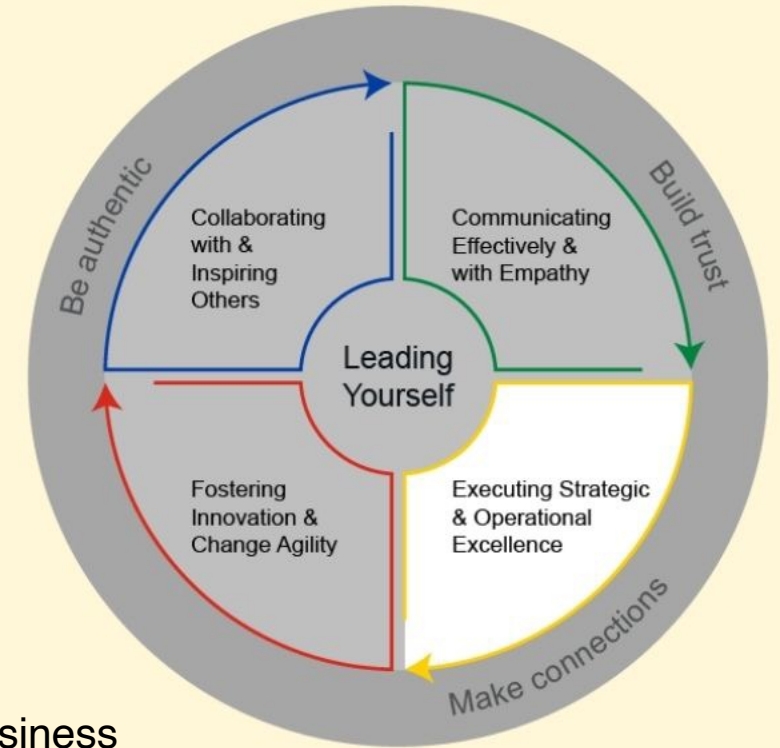 Be authentic
Build trust
Collaborating
with &
Inspiring
Others
Communicating
Effectively &
with Empathy
Leading
Yourself
Fostering
Innovation &
Change Agility
Executing Strategic
& Operational
Excellence
Make connections
siness